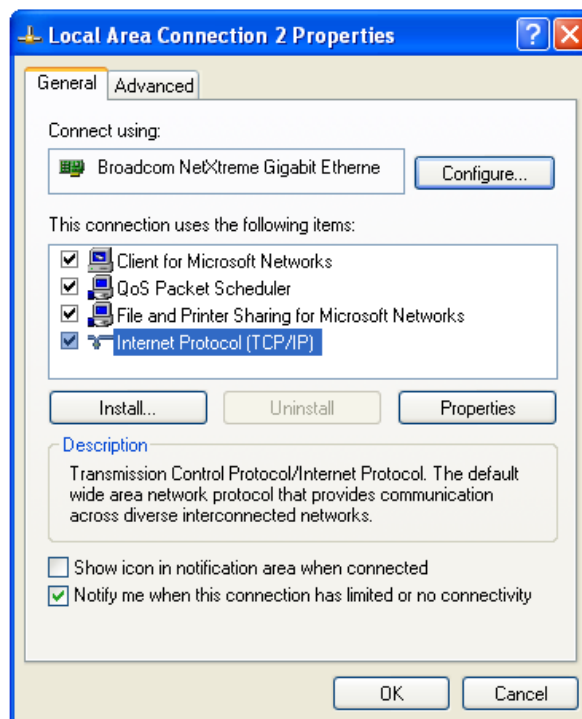 Local Area Connection 2 Properties
General
Advanced
Connect using:
Broadcom NetXtreme Gigabit Etherne
Configure...
This connection uses the following items:
Client for Microsoft Networks
QoS Packet Scheduler
File and Printer Sharing for Microsoft Networks
Internet Protocol (TCP/IP)
Install...
Uninstall
Properties
Description
Transmission Control Protocol/Internet Protocol. The default
wide area network protocol that provides communication
across diverse interconnected networks.
Show icon in notification area when connected
Notify me when this connection has limited or no connectivity
OK
Cancel